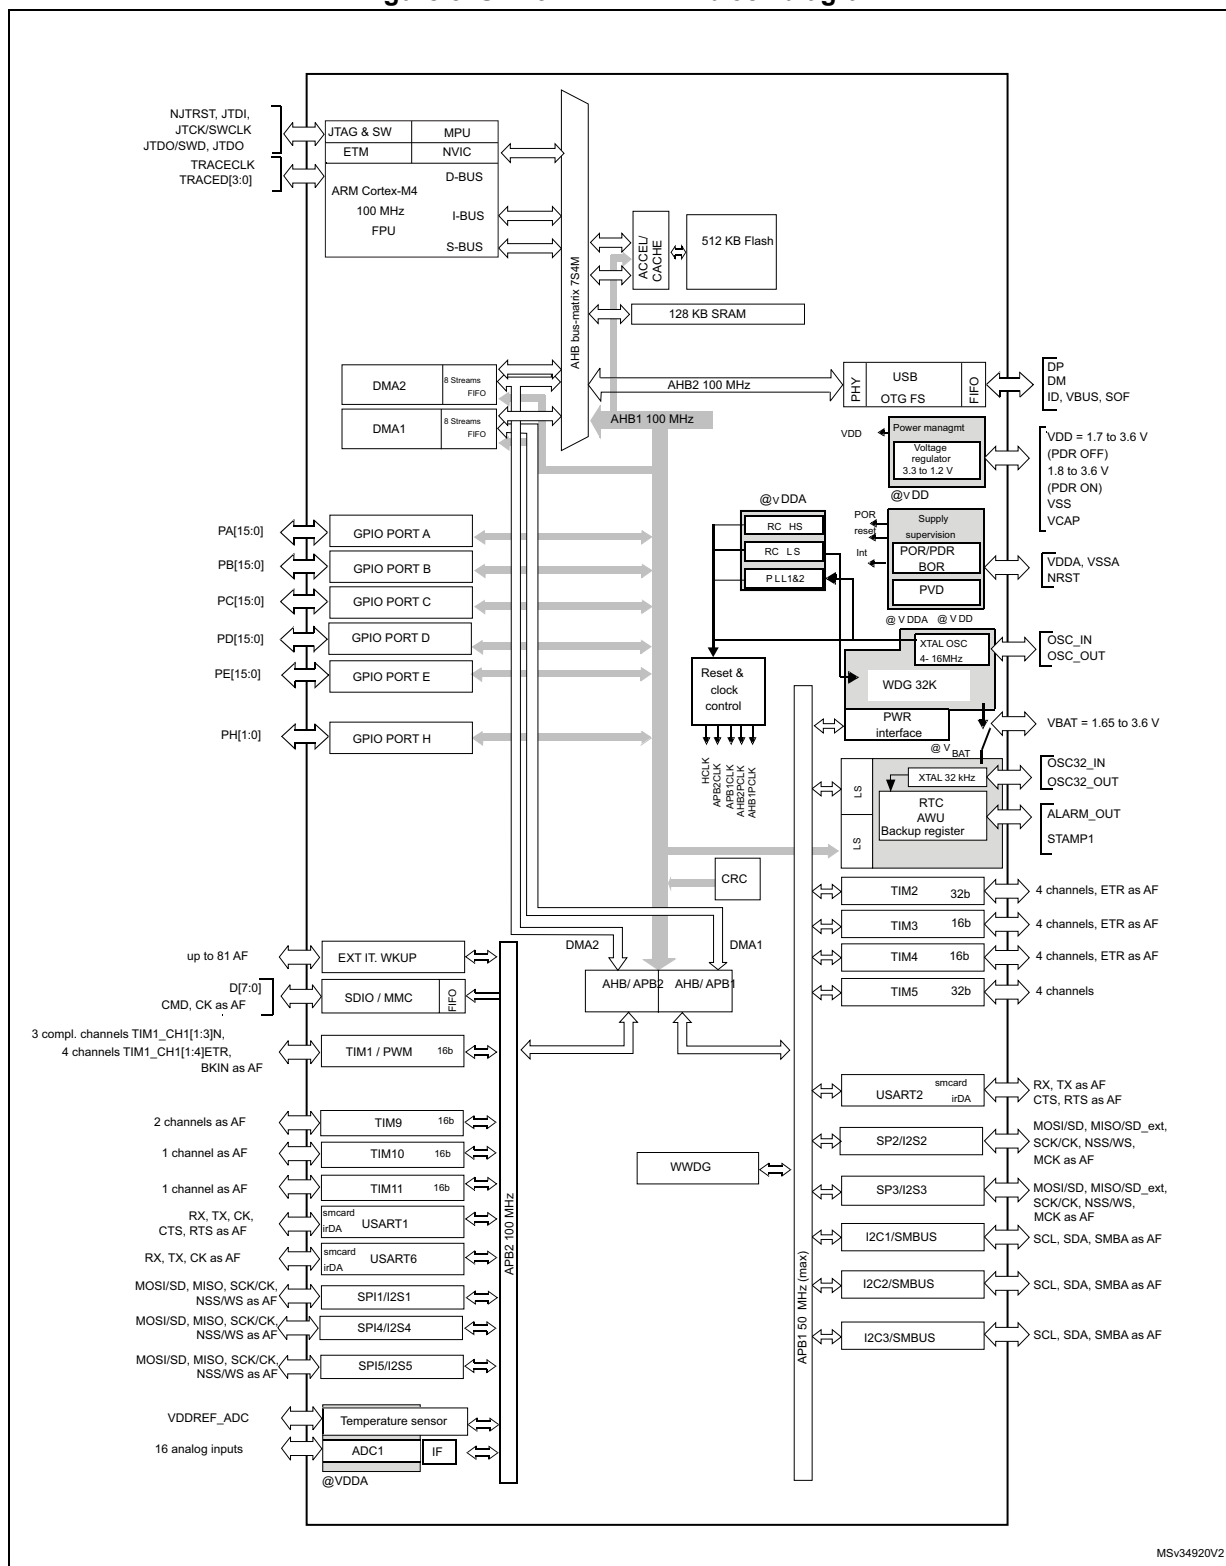 NJTRST, JTDI,
JTCK/SWCLK
JTDO/SWD, JTDO
TRACECLK
TRACED[3:0]
JTAG & SW
MPU
ETM
NVIC
D-BUS
ARM Cortex-M4
100 MHz
FPU
I-BUS
S-BUS
AHB bus-matrix 7S4M
ACCEL/
CACHE
512 KB Flash
128 KB SRAM
DMA2
8 Streams
FIFO
DMA1
8 Streams
FIFO
AHB2 100 MHz
AHB1 100 MHz
PHY
USB
OTG FS
FIFO
DP
DM
ID, VBUS, SOF
Power managmt
VDD
Voltage
regulator
3.3 to 1.2 V
@VDD
VDD = 1.7 to 3.6 V
(PDR OFF)
1.8 to 3.6 V
(PDR ON)
VSS
VCAP
@VDDA
RC HS
RC LS
PLL1&2
POR
reset
Int
Supply
supervision
POR/PDR
BOR
PVD
VDDA, VSSA
NRST
@VDDA @VDD
PA[15:0]
GPIO PORT A
PB[15:0]
GPIO PORT B
PC[15:0]
GPIO PORT C
PD[15:0]
GPIO PORT D
PE[15:0]
GPIO PORT E
PH[1:0]
GPIO PORT H
XTAL OSC
4- 16MHz
OSC_IN
OSC_OUT
WDG 32K
Reset &
clock
control
HCLK
APB2CLK
APB1CLK
AHB2PCLK
AHB1PCLK
PWR
interface
VBAT = 1.65 to 3.6 V
@VBAT
LS
LS
XTAL 32 kHz
OSC32_IN
OSC32_OUT
RTC
AWU
Backup register
ALARM_OUT
STAMP1
CRC
TIM2 32b
4 channels, ETR as AF
TIM3 16b
4 channels, ETR as AF
TIM4 16b
4 channels, ETR as AF
TIM5 32b
4 channels
DMA2
DMA1
AHB/ APB2
AHB/ APB1
up to 81 AF
EXT IT. WKUP
D[7:0]
CMD, CK as AF
SDIO / MMC
FIFO
3 compl. channels TIM1_CH1[1:3]N,
4 channels TIM1_CH1[1:4]ETR,
BKIN as AF
TIM1 / PWM 16b
2 channels as AF
TIM9 16b
1 channel as AF
TIM10 16b
1 channel as AF
TIM11 16b
RX, TX, CK,
CTS, RTS as AF
smcard
irDA
USART1
RX, TX, CK as AF
smcard
irDA
USART6
MOSI/SD, MISO, SCK/CK,
NSS/WS as AF
SPI1/I2S1
MOSI/SD, MISO, SCK/CK,
NSS/WS as AF
SPI4/I2S4
MOSI/SD, MISO, SCK/CK,
NSS/WS as AF
SPI5/I2S5
VDDREF_ADC
Temperature sensor
16 analog inputs
ADC1
IF
@VDDA
APB2 100 MHz
WWDG
APB1 50 MHz (max)
USART2
smcard
irDA
RX, TX as AF
CTS, RTS as AF
SP2/I2S2
MOSI/SD, MISO/SD_ext,
SCK/CK, NSS/WS,
MCK as AF
SP3/I2S3
MOSI/SD, MISO/SD_ext,
SCK/CK, NSS/WS,
MCK as AF
I2C1/SMBUS
SCL, SDA, SMBA as AF
I2C2/SMBUS
SCL, SDA, SMBA as AF
I2C3/SMBUS
SCL, SDA, SMBA as AF
MSv34920V2